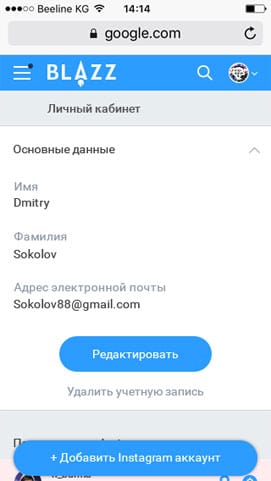 Beeline KG 14:14
google.com
BLAZZ
Личный кабинет
Основные данные
Имя
Dmitry
Фамилия
Sokolov
Адрес электронной почты
Sokolov88@gmail.com
Редактировать
Удалить учетную запись
+ Добавить Instagram аккаунт